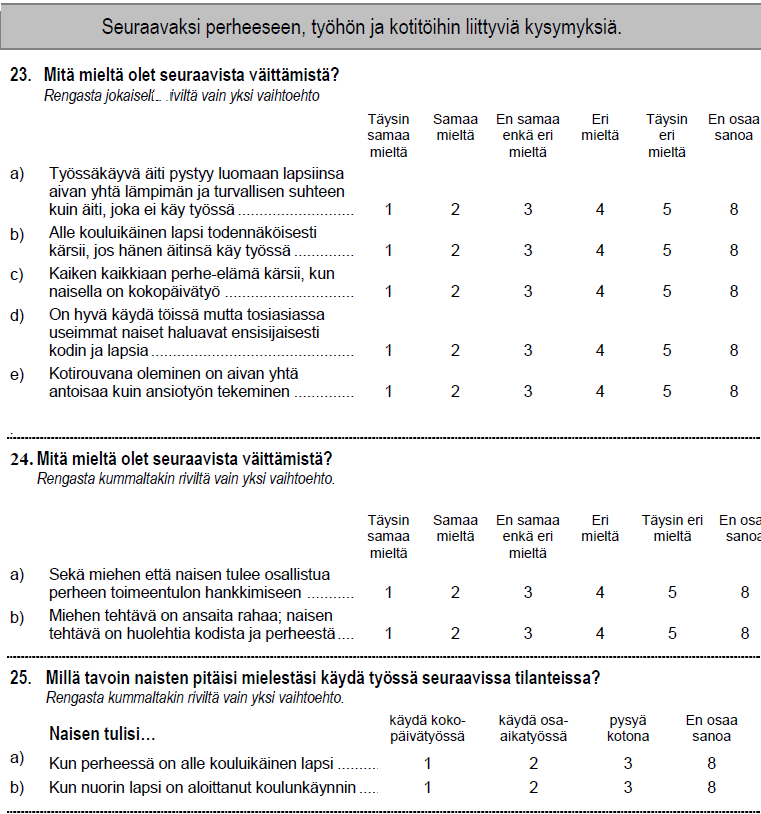 Seuraavaksi perheeseen, työhön ja kotitöihin liittyviä kysymyksiä.
23. Mitä mieltä olet seuraavista väittämistä?
Rengasta jokaiselt.. .iviltä vain yksi vaihtoehto
Täysin samaa mieltä Samaa mieltä En samaa enkä eri mieltä Eri mieltä Täysin eri mieltä En osaa sanoa
a) Työssäkäyvä äiti pystyy luomaan lapsiinsa
aivan yhtä lämpimän ja turvallisen suhteen
kuin äiti, joka ei käy työssä ........................... 1 2 3 4 5 8
b) Alle kouluikäinen lapsi todennäköisesti
kärsii, jos hänen äitinsä käy työssä .............. 1 2 3 4 5 8
c) Kaiken kaikkiaan perhe-elämä kärsii, kun
naisella on kokopäivätyö .............................. 1 2 3 4 5 8
d) On hyvä käydä töissä mutta tosiasiassa
useimmat naiset haluavat ensisijaisesti
kodin ja lapsia ............................................... 1 2 3 4 5 8
e) Kotirouvana oleminen on aivan yhtä
antoisaa kuin ansiotyön tekeminen .............. 1 2 3 4 5 8
24. Mitä mieltä olet seuraavista väittämistä?
Rengasta kummaltakin riviltä vain yksi vaihtoehto.
Täysin samaa mieltä Samaa mieltä En samaa enkä eri mieltä Eri mieltä Täysin eri mieltä En osa sanoa
a) Sekä miehen että naisen tulee osallistua
perheen toimeentulon hankkimiseen ........... 1 2 3 4 5 8
b) Miehen tehtävä on ansaita rahaa; naisen
tehtävä on huolehtia kodista ja perheestä .... 1 2 3 4 5 8
25. Millä tavoin naisten pitäisi mielestäsi käydä työssä seuraavissa tilanteissa?
Rengasta kummaltakin riviltä vain yksi vaihtoehto.
Naisen tulisi… käydä koko-päivätyössä käydä osa-aikatyössä pysyä kotona En osaa sanoa
a) Kun perheessä on alle kouluikäinen lapsi .......... 1 2 3 8
b) Kun nuorin lapsi on aloittanut koulunkäynnin ..... 1 2 3 8